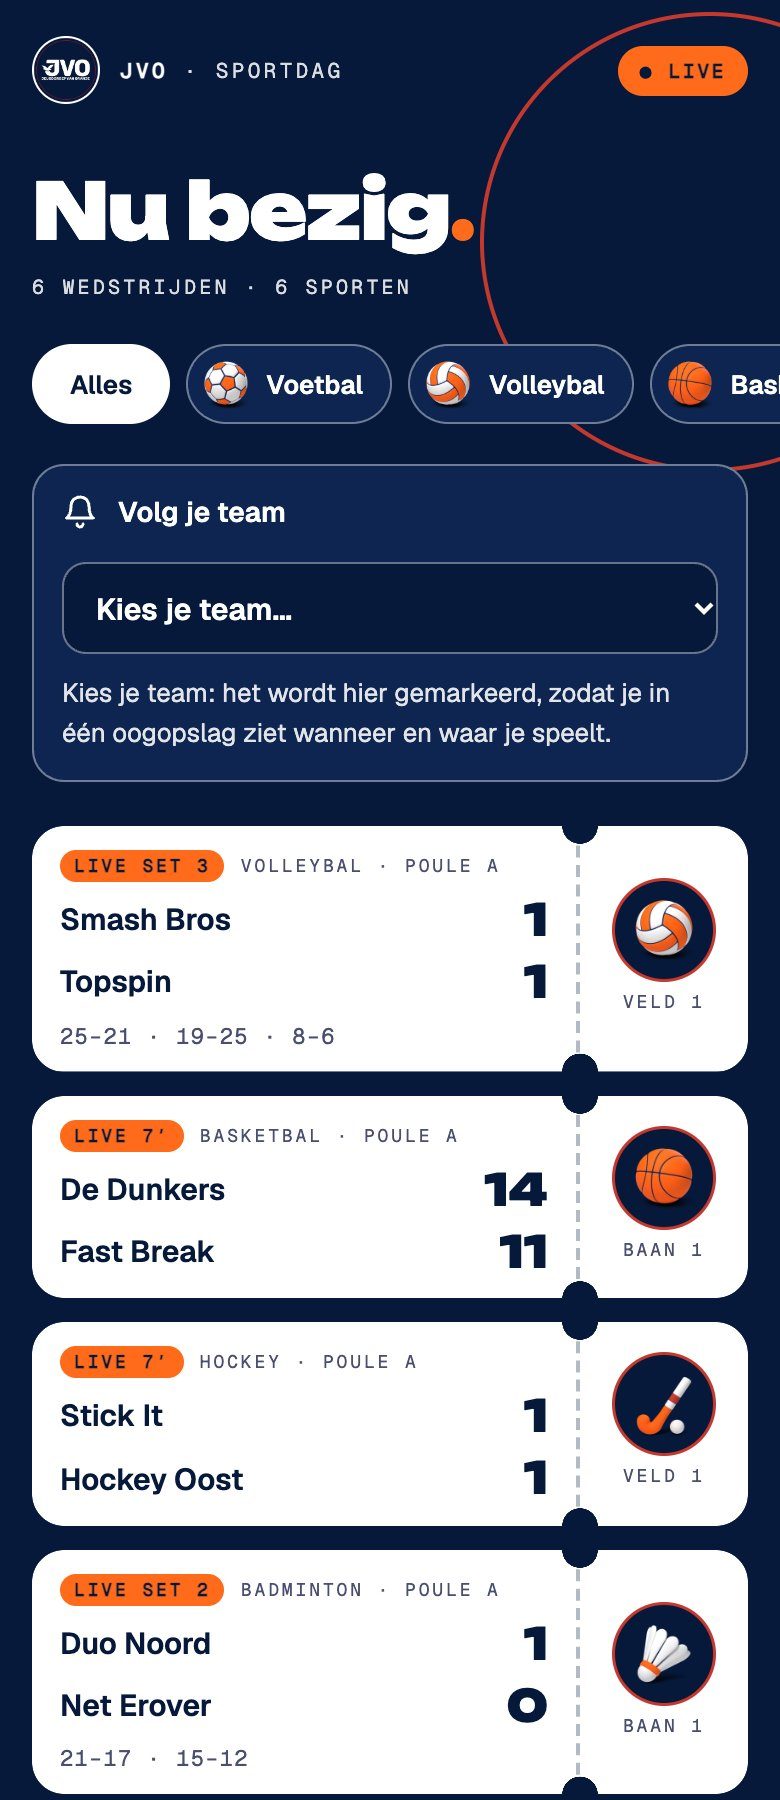 JVO
JVO · SPORTDAG
● LIVE
Nu bezig.
6 WEDSTRIJDEN · 6 SPORTEN
Alles
Voetbal
Volleybal
Bas
Volg je team
Kies je team...
Kies je team: het wordt hier gemarkeerd, zodat je in
één oogopslag ziet wanneer en waar je speelt.
LIVE SET 3 VOLLEYBAL · POULE A
Smash Bros 1
Topspin 1
25–21 · 19–25 · 8–6
VELD 1
LIVE 7' BASKETBAL · POULE A
De Dunkers 14
Fast Break 11
BAAN 1
LIVE 7' HOCKEY · POULE A
Stick It 1
Hockey Oost 1
VELD 1
LIVE SET 2 BADMINTON · POULE A
Duo Noord 1
Net Erover 0
21–17 · 15–12
BAAN 1